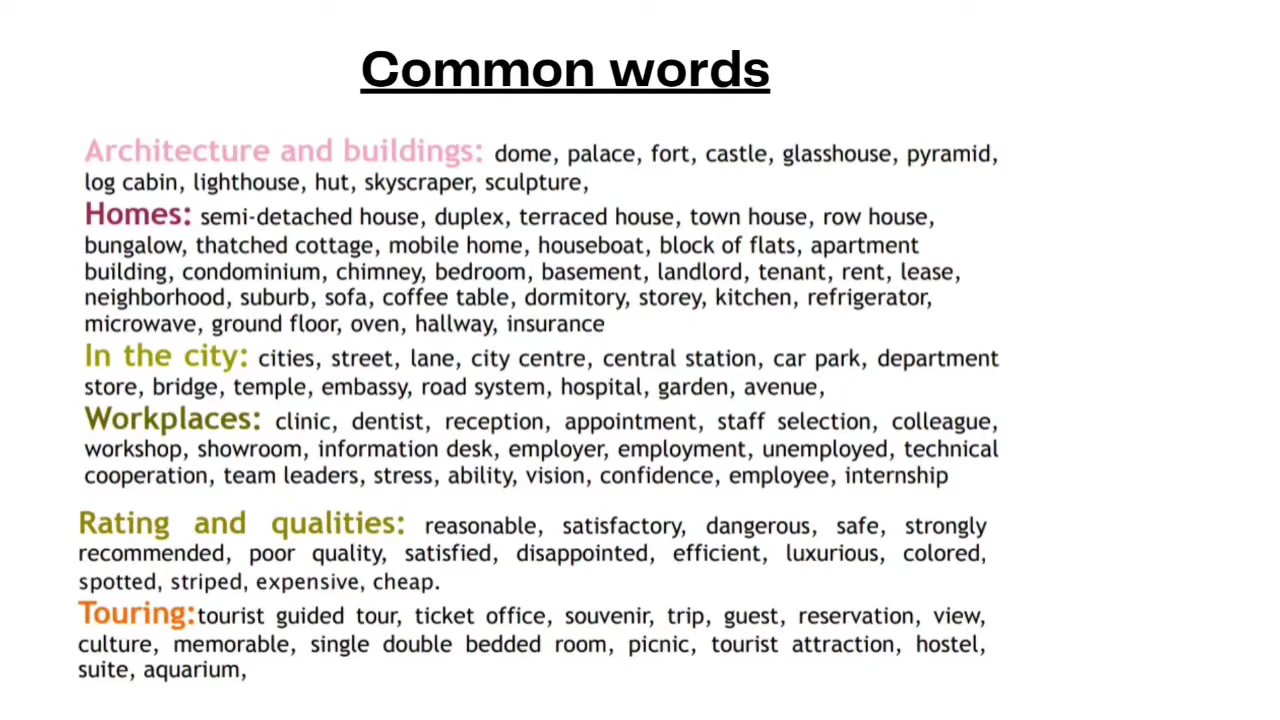 Common words
Architecture and buildings: dome, palace, fort, castle, glasshouse, pyramid,
log cabin, lighthouse, hut, skyscraper, sculpture,
Homes: semi-detached house, duplex, terraced house, town house, row house,
bungalow, thatched cottage, mobile home, houseboat, block of flats, apartment
building, condominium, chimney, bedroom, basement, landlord, tenant, rent, lease,
neighborhood, suburb, sofa, coffee table, dormitory, storey, kitchen, refrigerator,
microwave, ground floor, oven, hallway, insurance
In the city: cities, street, lane, city centre, central station, car park, department
store, bridge, temple, embassy, road system, hospital, garden, avenue,
Workplaces: clinic, dentist, reception, appointment, staff selection, colleague,
workshop, showroom, information desk, employer, employment, unemployed, technical
cooperation, team leaders, stress, ability, vision, confidence, employee, internship
Rating and qualities: reasonable, satisfactory, dangerous, safe, strongly
recommended, poor quality, satisfied, disappointed, efficient, luxurious, colored,
spotted, striped, expensive, cheap.
Touring:tourist guided tour, ticket office, souvenir, trip, guest, reservation, view,
culture, memorable, single double bedded room, picnic, tourist attraction, hostel,
suite, aquarium,